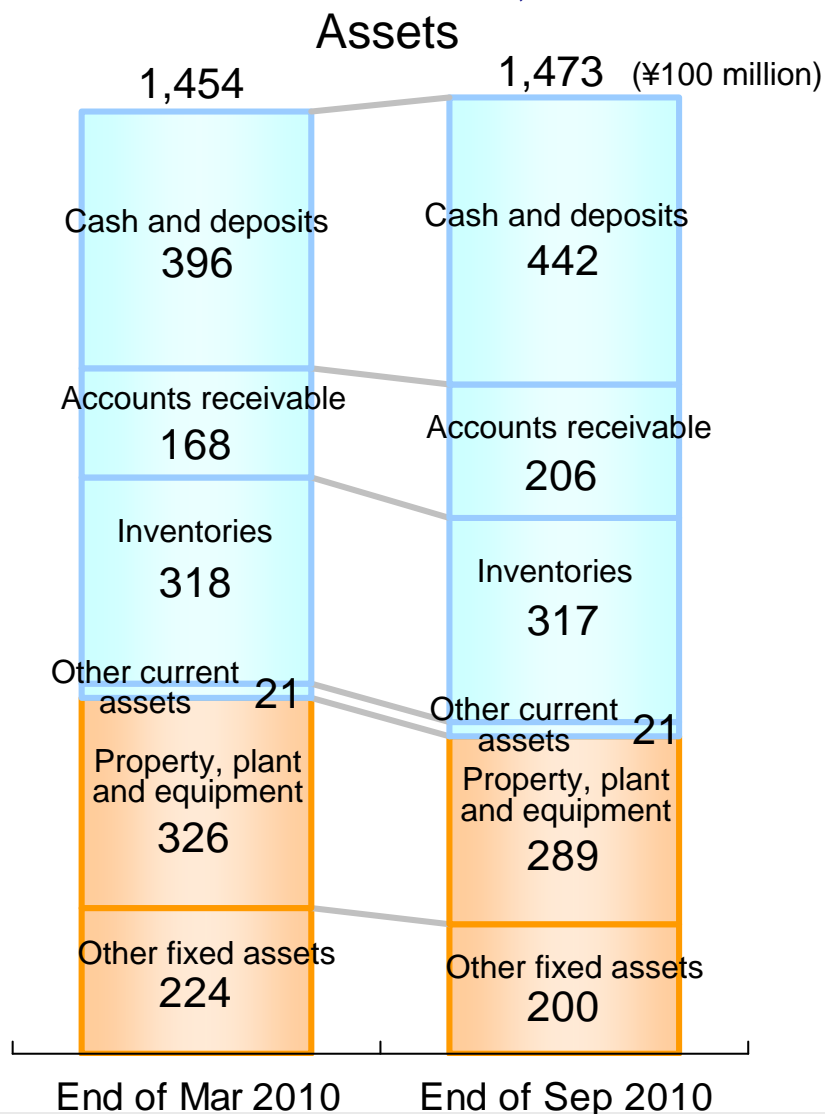 Assets
1,454
1,473 (¥100 million)
Cash and deposits
396
Accounts receivable
168
Inventories
318
Other current
assets 21
Property, plant
and equipment
326
Other fixed assets
224
Cash and deposits
442
Accounts receivable
206
Inventories
317
Other current
assets 21
Property, plant
and equipment
289
Other fixed assets
200
End of Mar 2010
End of Sep 2010